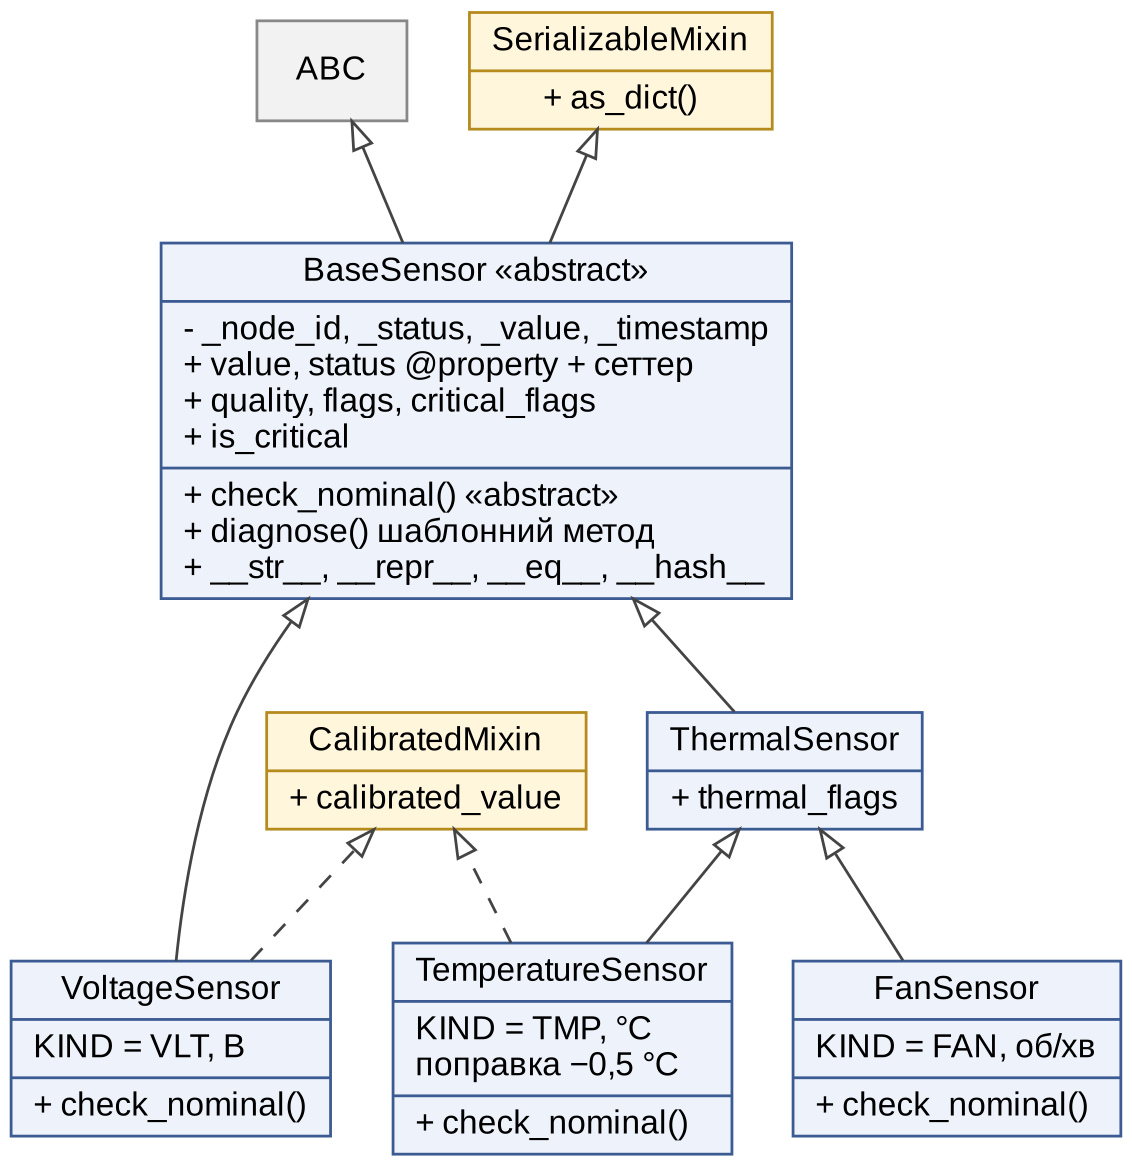 ABC
SerializableMixin
+ as_dict()
BaseSensor «abstract»
- _node_id, _status, _value, _timestamp
+ value, status @property + сеттер
+ quality, flags, critical_flags
+ is_critical
+ check_nominal() «abstract»
+ diagnose() шаблонний метод
+ __str__, __repr__, __eq__, __hash__
CalibratedMixin
+ calibrated_value
ThermalSensor
+ thermal_flags
VoltageSensor
KIND = VLT, В
+ check_nominal()
TemperatureSensor
KIND = TMP, °C
поправка −0,5 °C
+ check_nominal()
FanSensor
KIND = FAN, об/хв
+ check_nominal()